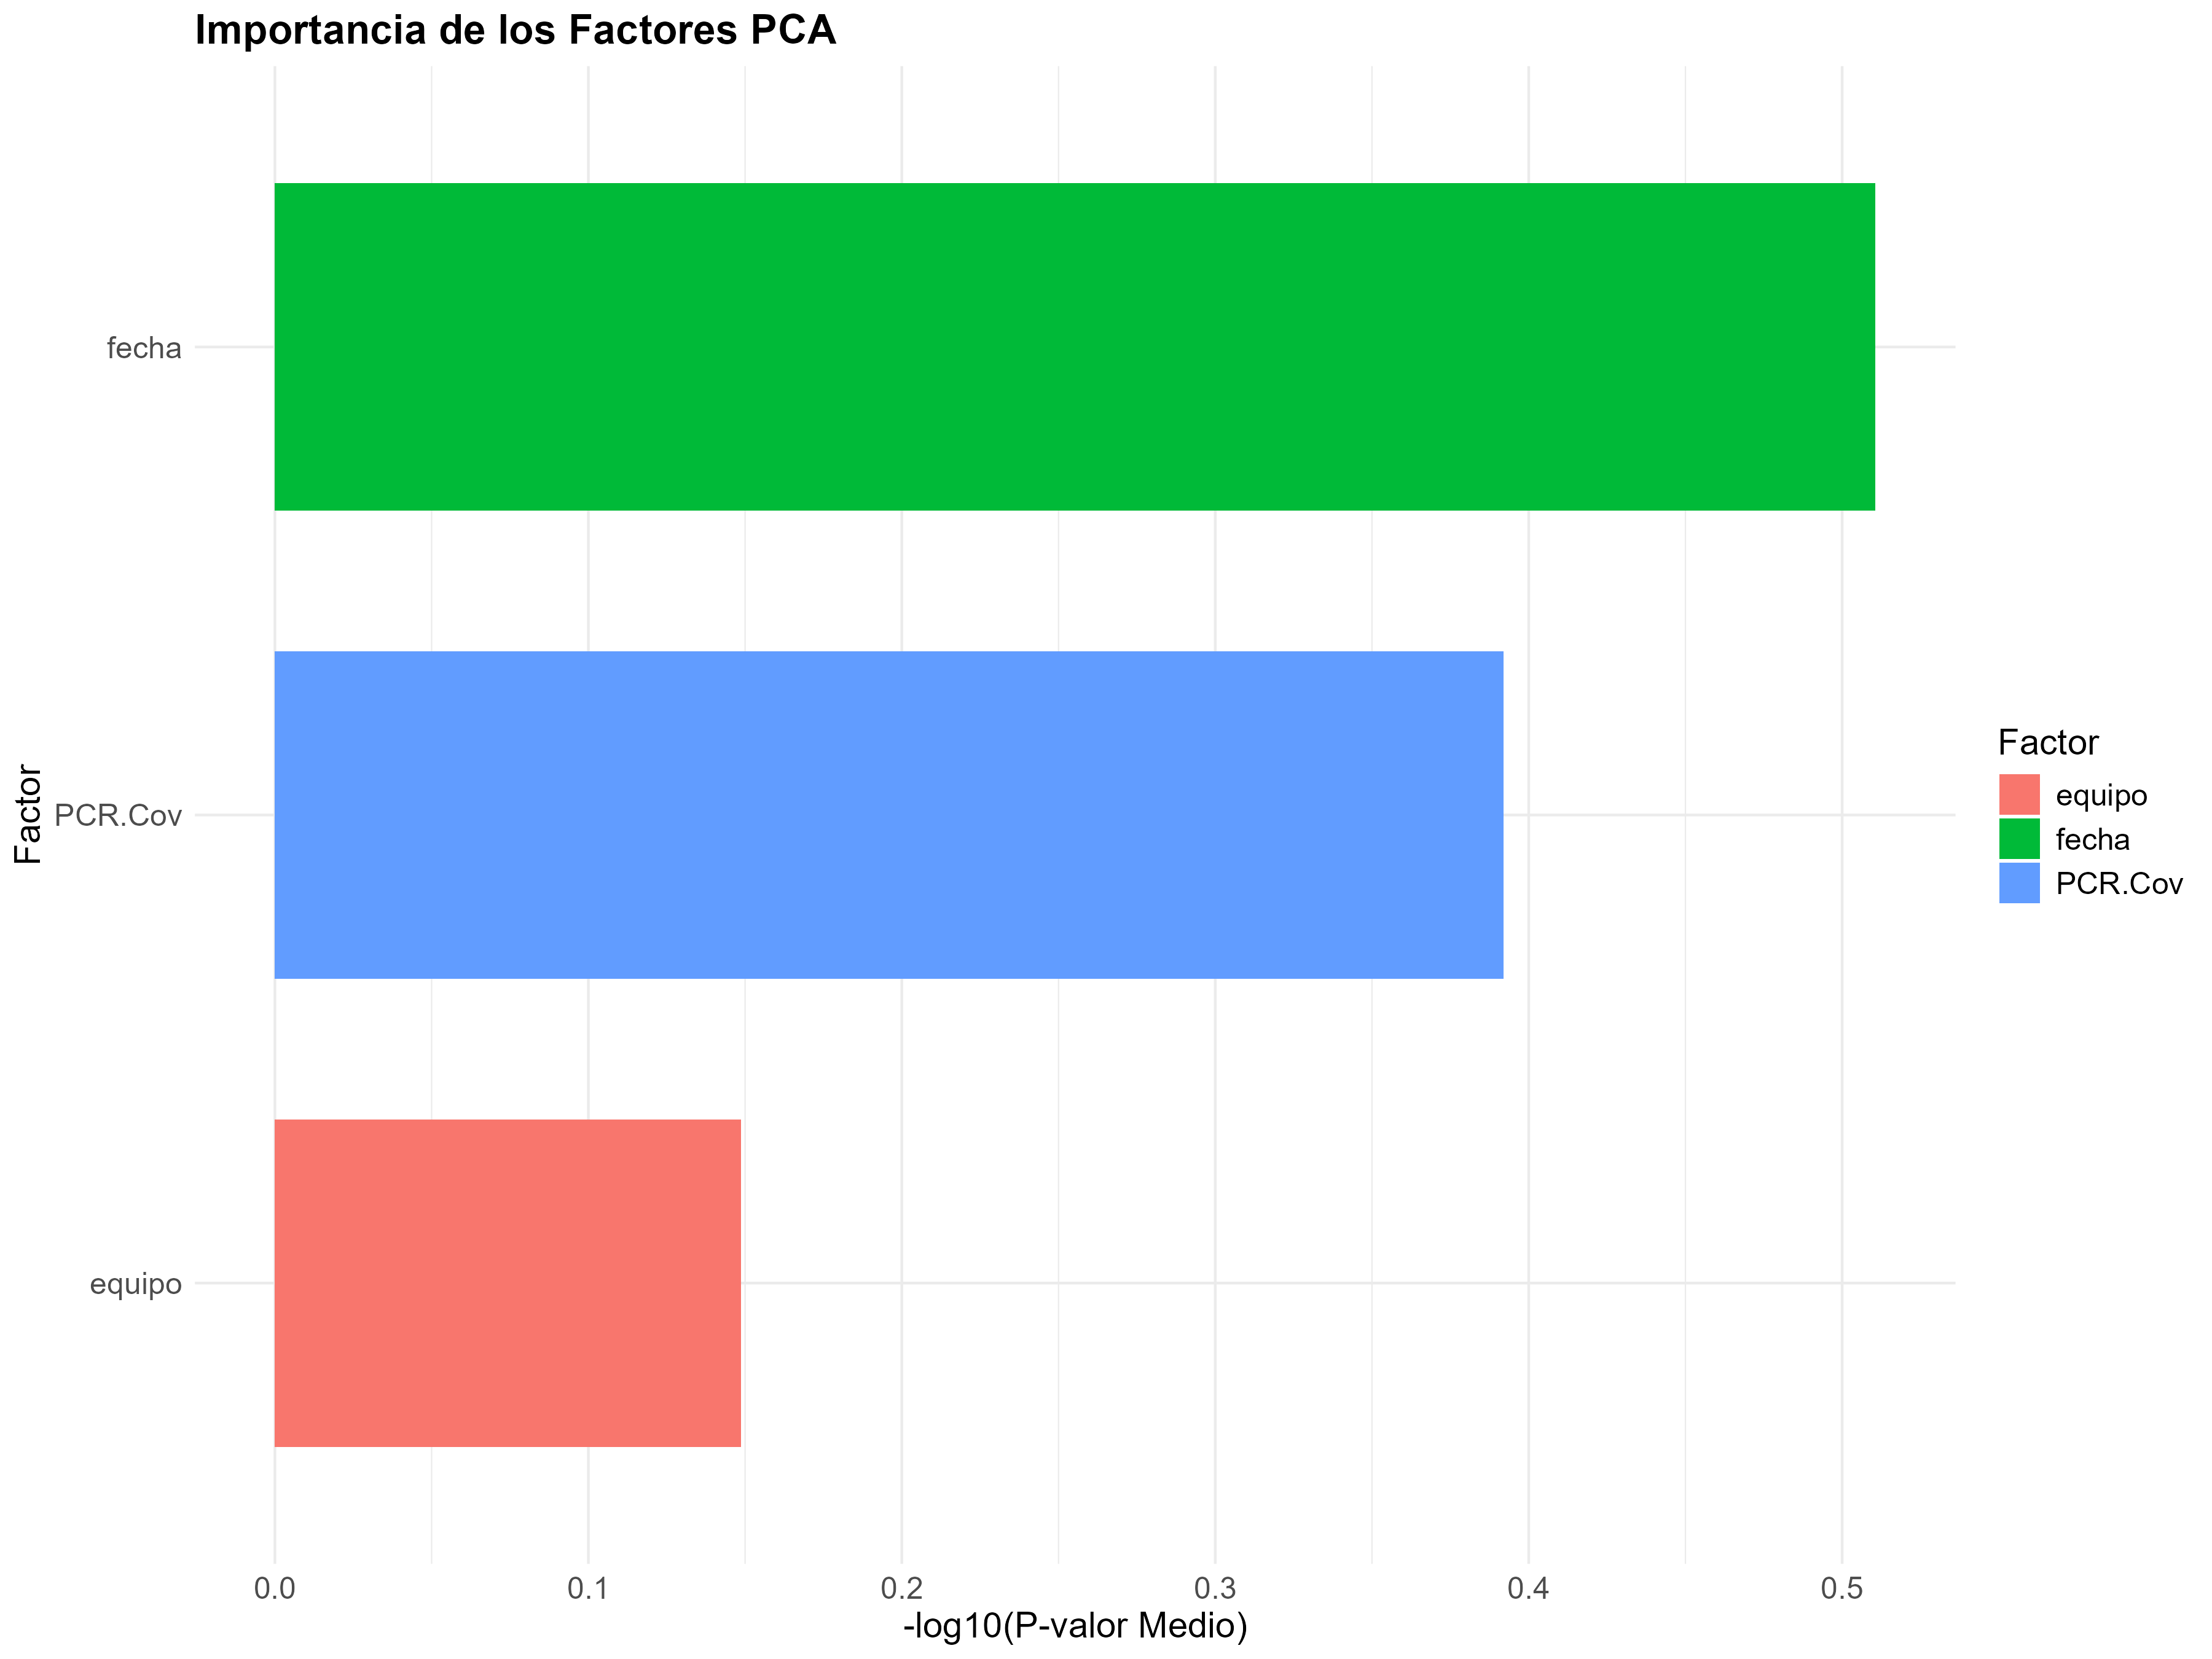 Importancia de los Factores PCA
Factor
fecha
PCR.Cov
equipo
0.0 0.1 0.2 0.3 0.4 0.5
-log10(P-valor Medio)
Factor
equipo
fecha
PCR.Cov